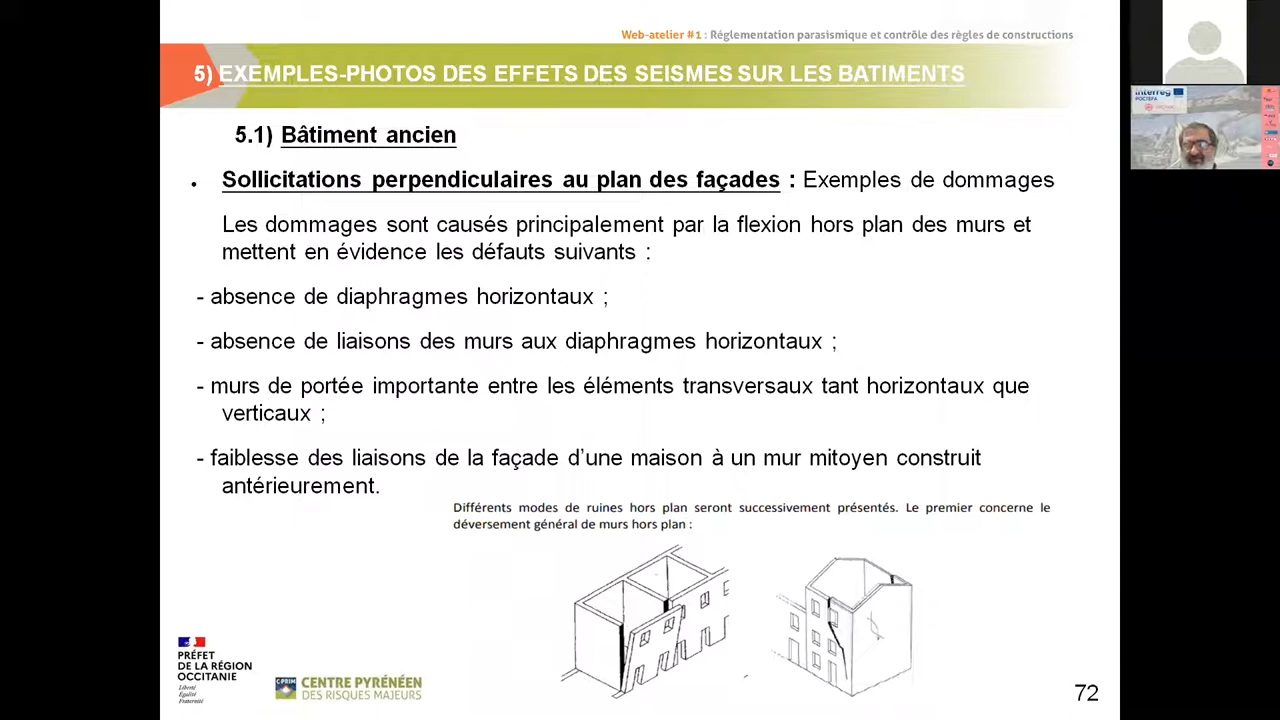 Web-atelier #1 : Réglementation parasismique et contrôle des règles de constructions
5) EXEMPLES-PHOTOS DES EFFETS DES SEISMES SUR LES BATIMENTS
5.1) Bâtiment ancien
• Sollicitations perpendiculaires au plan des façades : Exemples de dommages
Les dommages sont causés principalement par la flexion hors plan des murs et
mettent en évidence les défauts suivants :
- absence de diaphragmes horizontaux ;
- absence de liaisons des murs aux diaphragmes horizontaux ;
- murs de portée importante entre les éléments transversaux tant horizontaux que
verticaux ;
- faiblesse des liaisons de la façade d’une maison à un mur mitoyen construit
antérieurement.
Différents modes de ruines hors plan seront successivement présentés. Le premier concerne le
déversement général de murs hors plan :
PRÉFET
DE LA RÉGION
OCCITANIE
Liberté
Égalité
Fraternité
CPRIM
CENTRE PYRÉNÉEN
DES RISQUES MAJEURS
72
Interreg
POCTEFA